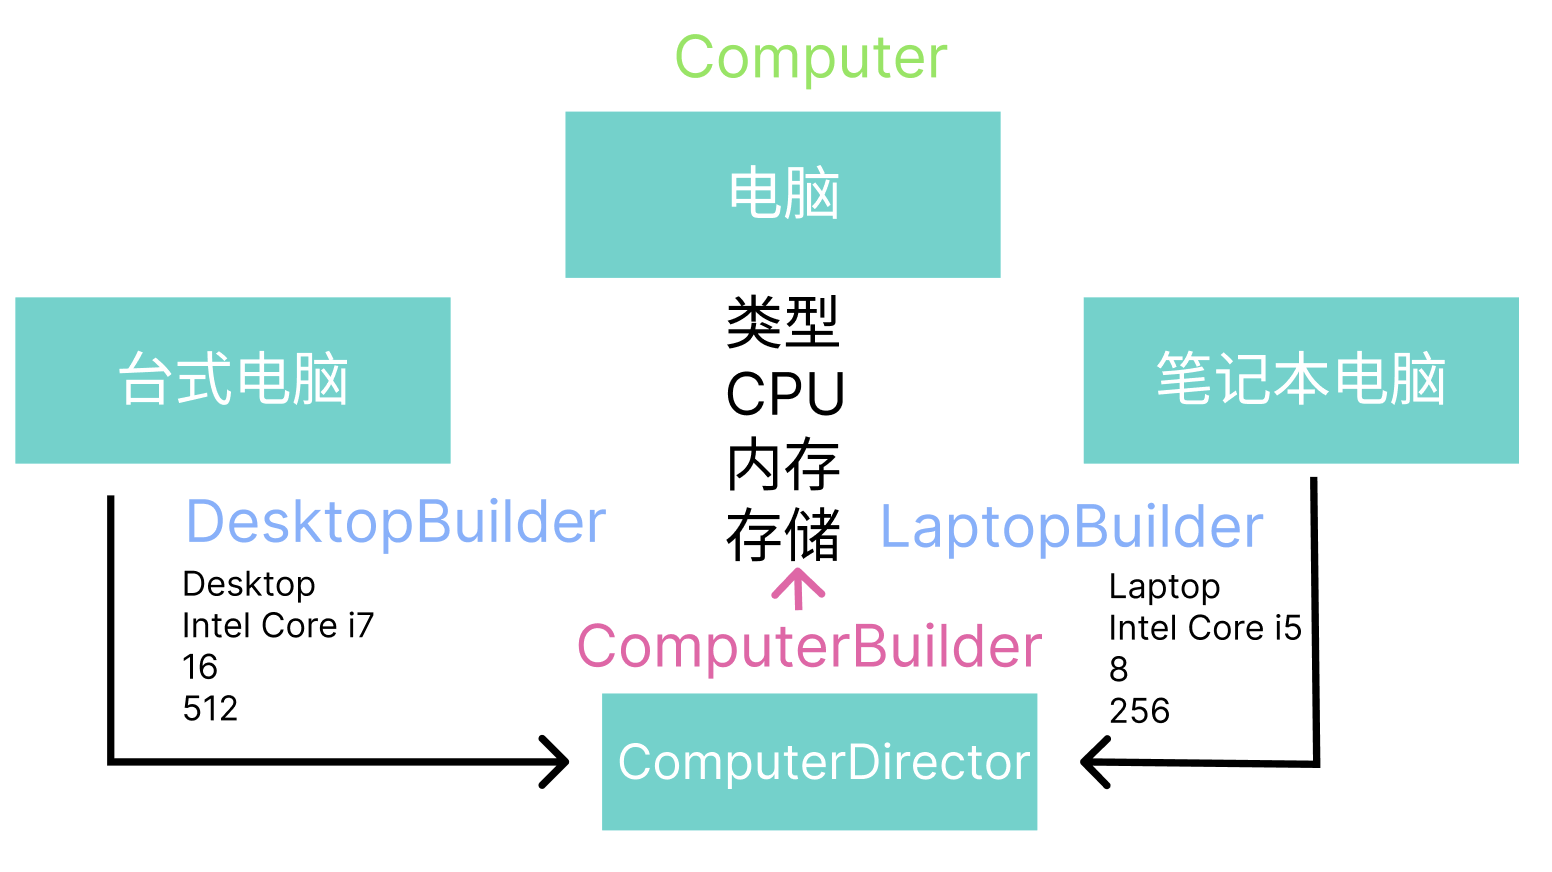 Computer
电脑
类型
CPU
内存
存储
台式电脑
DesktopBuilder
Desktop
Intel Core i7
16
512
笔记本电脑
LaptopBuilder
Laptop
Intel Core i5
8
256
ComputerBuilder
ComputerDirector